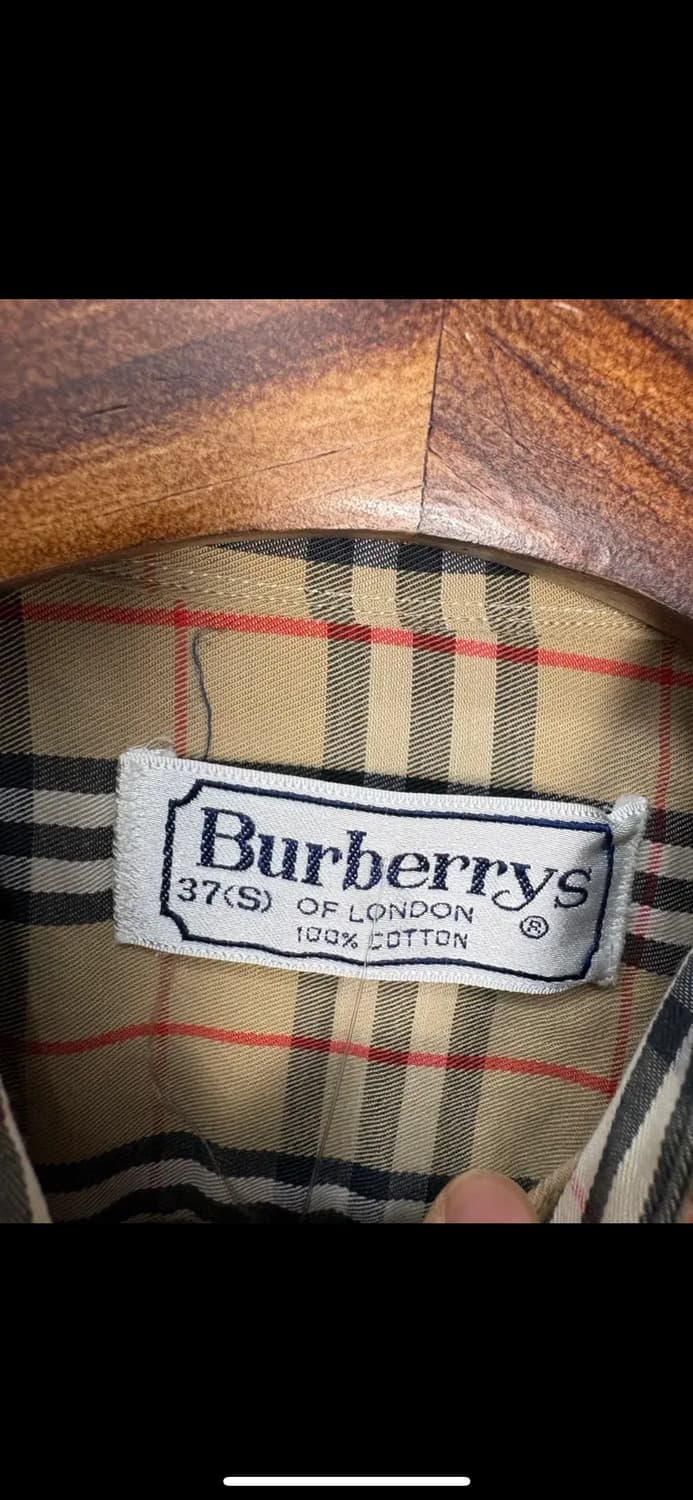 Burberrys
37(S) OF LONDON ®
100% COTTON